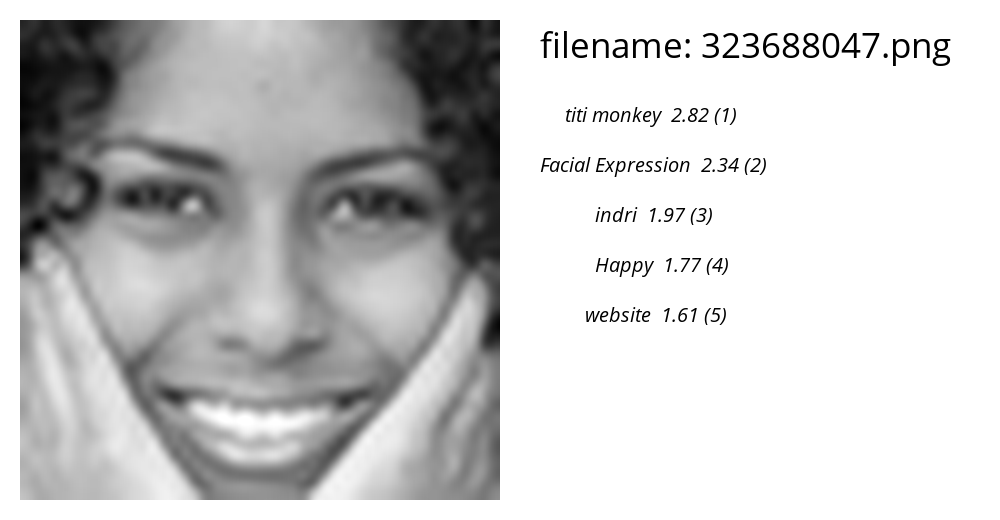 filename: 323688047.png
titi monkey 2.82 (1)
Facial Expression 2.34 (2)
indri 1.97 (3)
Happy 1.77 (4)
website 1.61 (5)